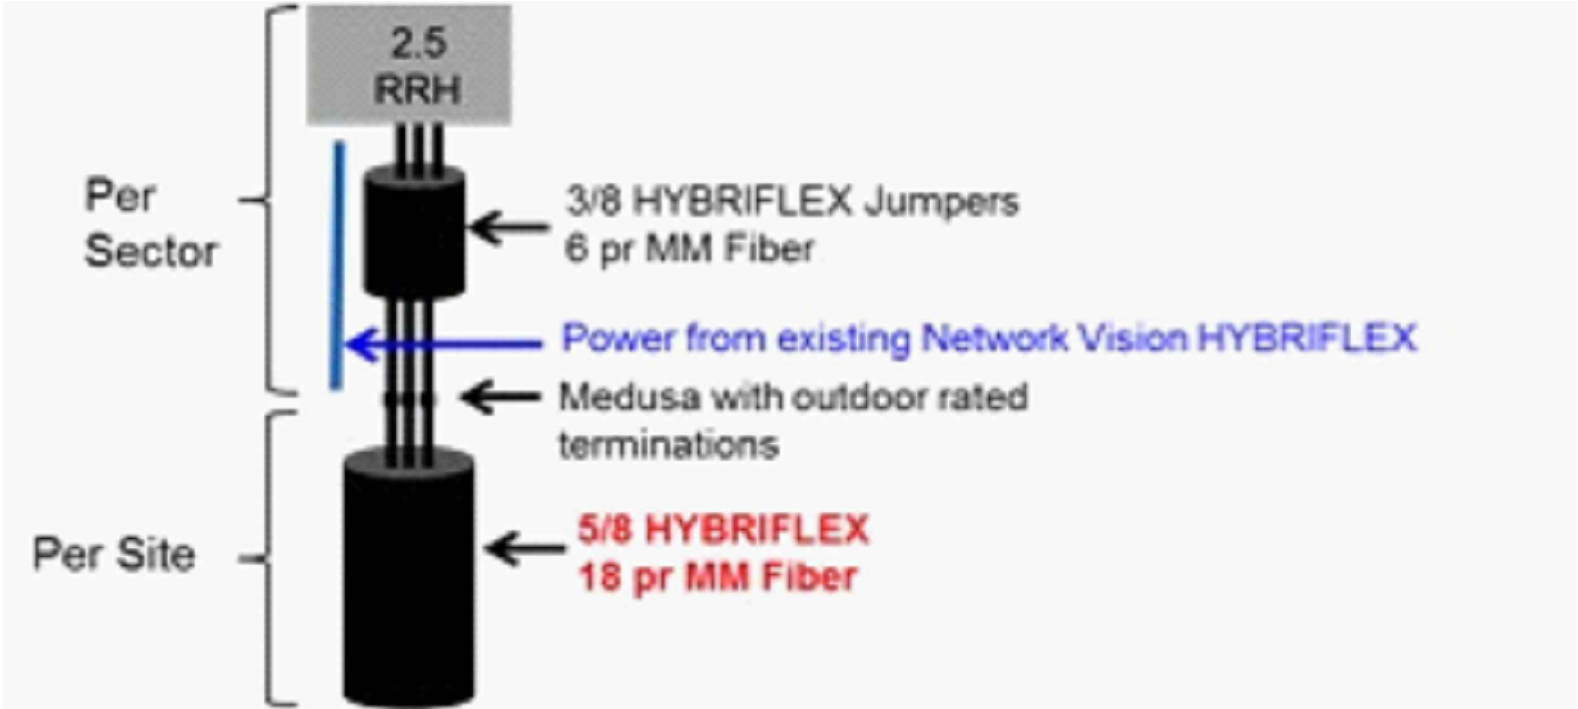 2.5
RRH
Per
Sector
3/8 HYBRIFLEX Jumpers
6 pr MM Fiber
Power from existing Network Vision HYBRIFLEX
Medusa with outdoor rated
terminations
Per Site
5/8 HYBRIFLEX
18 pr MM Fiber